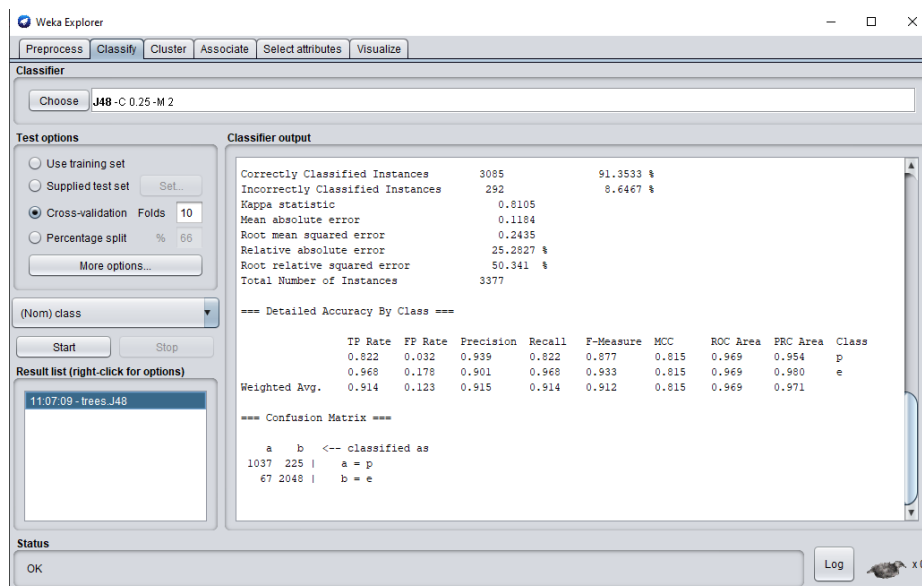 Weka Explorer
Preprocess Classify Cluster Associate Select attributes Visualize
Classifier
Choose J48 -C 0.25 -M 2
Test options
Use training set
Supplied test set Set...
Cross-validation Folds 10
Percentage split % 66
More options...
(Nom) class
Start Stop
Result list (right-click for options)
11:07:09 - trees.J48
Classifier output
Correctly Classified Instances 3085 91.3533 %
Incorrectly Classified Instances 292 8.6467 %
Kappa statistic 0.8105
Mean absolute error 0.1184
Root mean squared error 0.2435
Relative absolute error 25.2827 %
Root relative squared error 50.341 %
Total Number of Instances 3377
=== Detailed Accuracy By Class ===
TP Rate FP Rate Precision Recall F-Measure MCC ROC Area PRC Area Class
0.822 0.032 0.939 0.822 0.877 0.815 0.969 0.954 p
0.968 0.178 0.901 0.968 0.933 0.815 0.969 0.980 e
Weighted Avg. 0.914 0.123 0.915 0.914 0.912 0.815 0.969 0.971
=== Confusion Matrix ===
a b <-- classified as
1037 225 | a = p
67 2048 | b = e
Status
OK
Log